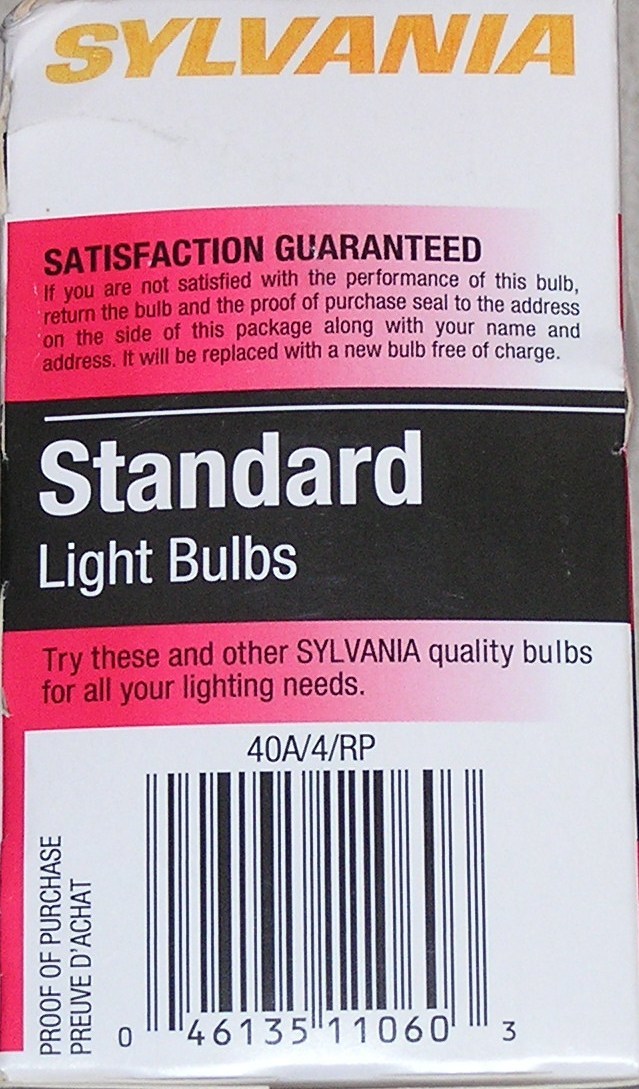 SYLVANIA
SATISFACTION GUARANTEED
If you are not satisfied with the performance of this bulb,
return the bulb and the proof of purchase seal to the address
on the side of this package along with your name and
address. It will be replaced with a new bulb free of charge.
Standard
Light Bulbs
Try these and other SYLVANIA quality bulbs
for all your lighting needs.
40A/4/RP
PROOF OF PURCHASE
PREUVE D'ACHAT
0 46135 11060 3